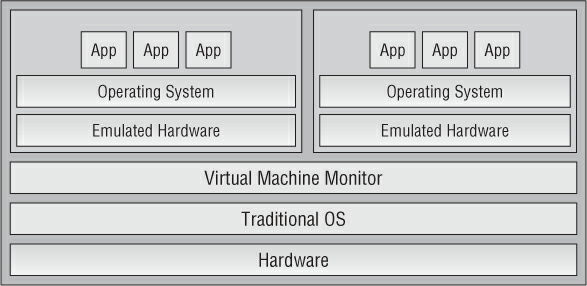 App App App App App App
Operating System Operating System
Emulated Hardware Emulated Hardware
Virtual Machine Monitor
Traditional OS
Hardware